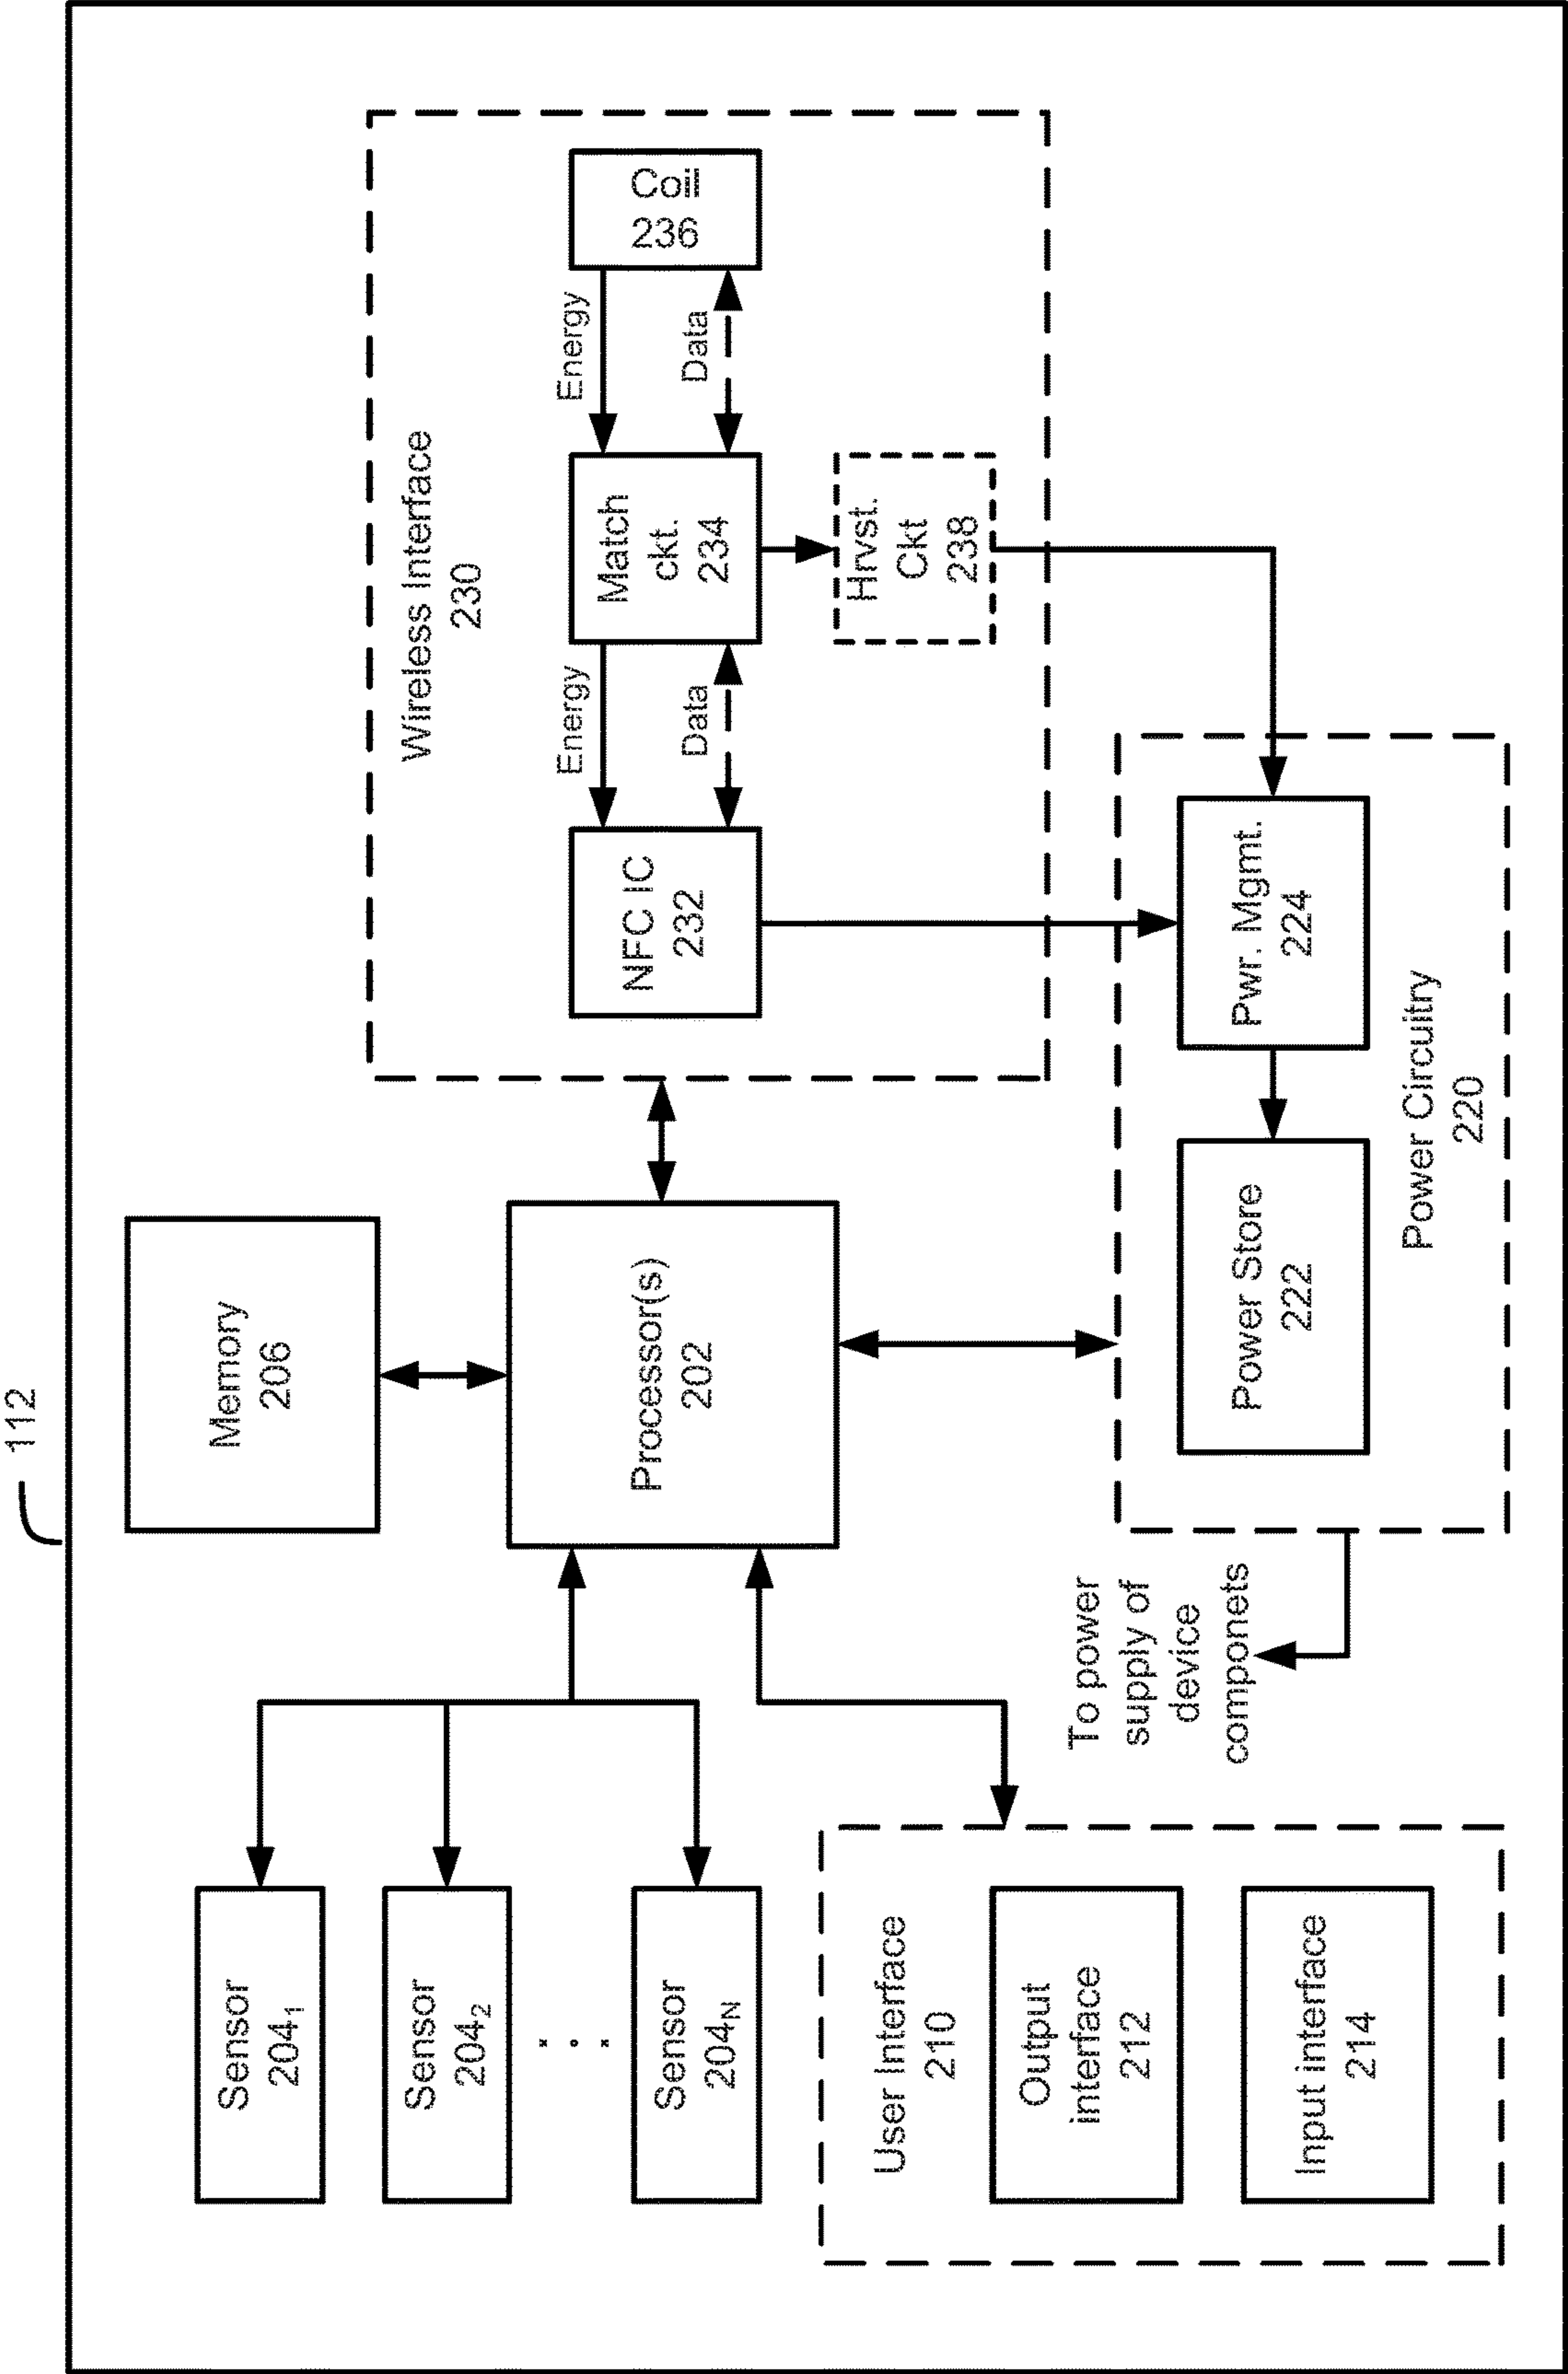 112
Sensor
204₁
Sensor
204₂
. . .
Sensor
204N
User Interface
210
Output
interface
212
Input interface
214
Memory
206
Processor(s)
202
To power
supply of
device
componets
Wireless Interface
230
NFC IC
232
Energy
Data
Match
ckt.
234
Energy
Data
Coil
236
Hrvst.
Ckt
238
Power Store
222
Pwr. Mgmt.
224
Power Circuitry
220